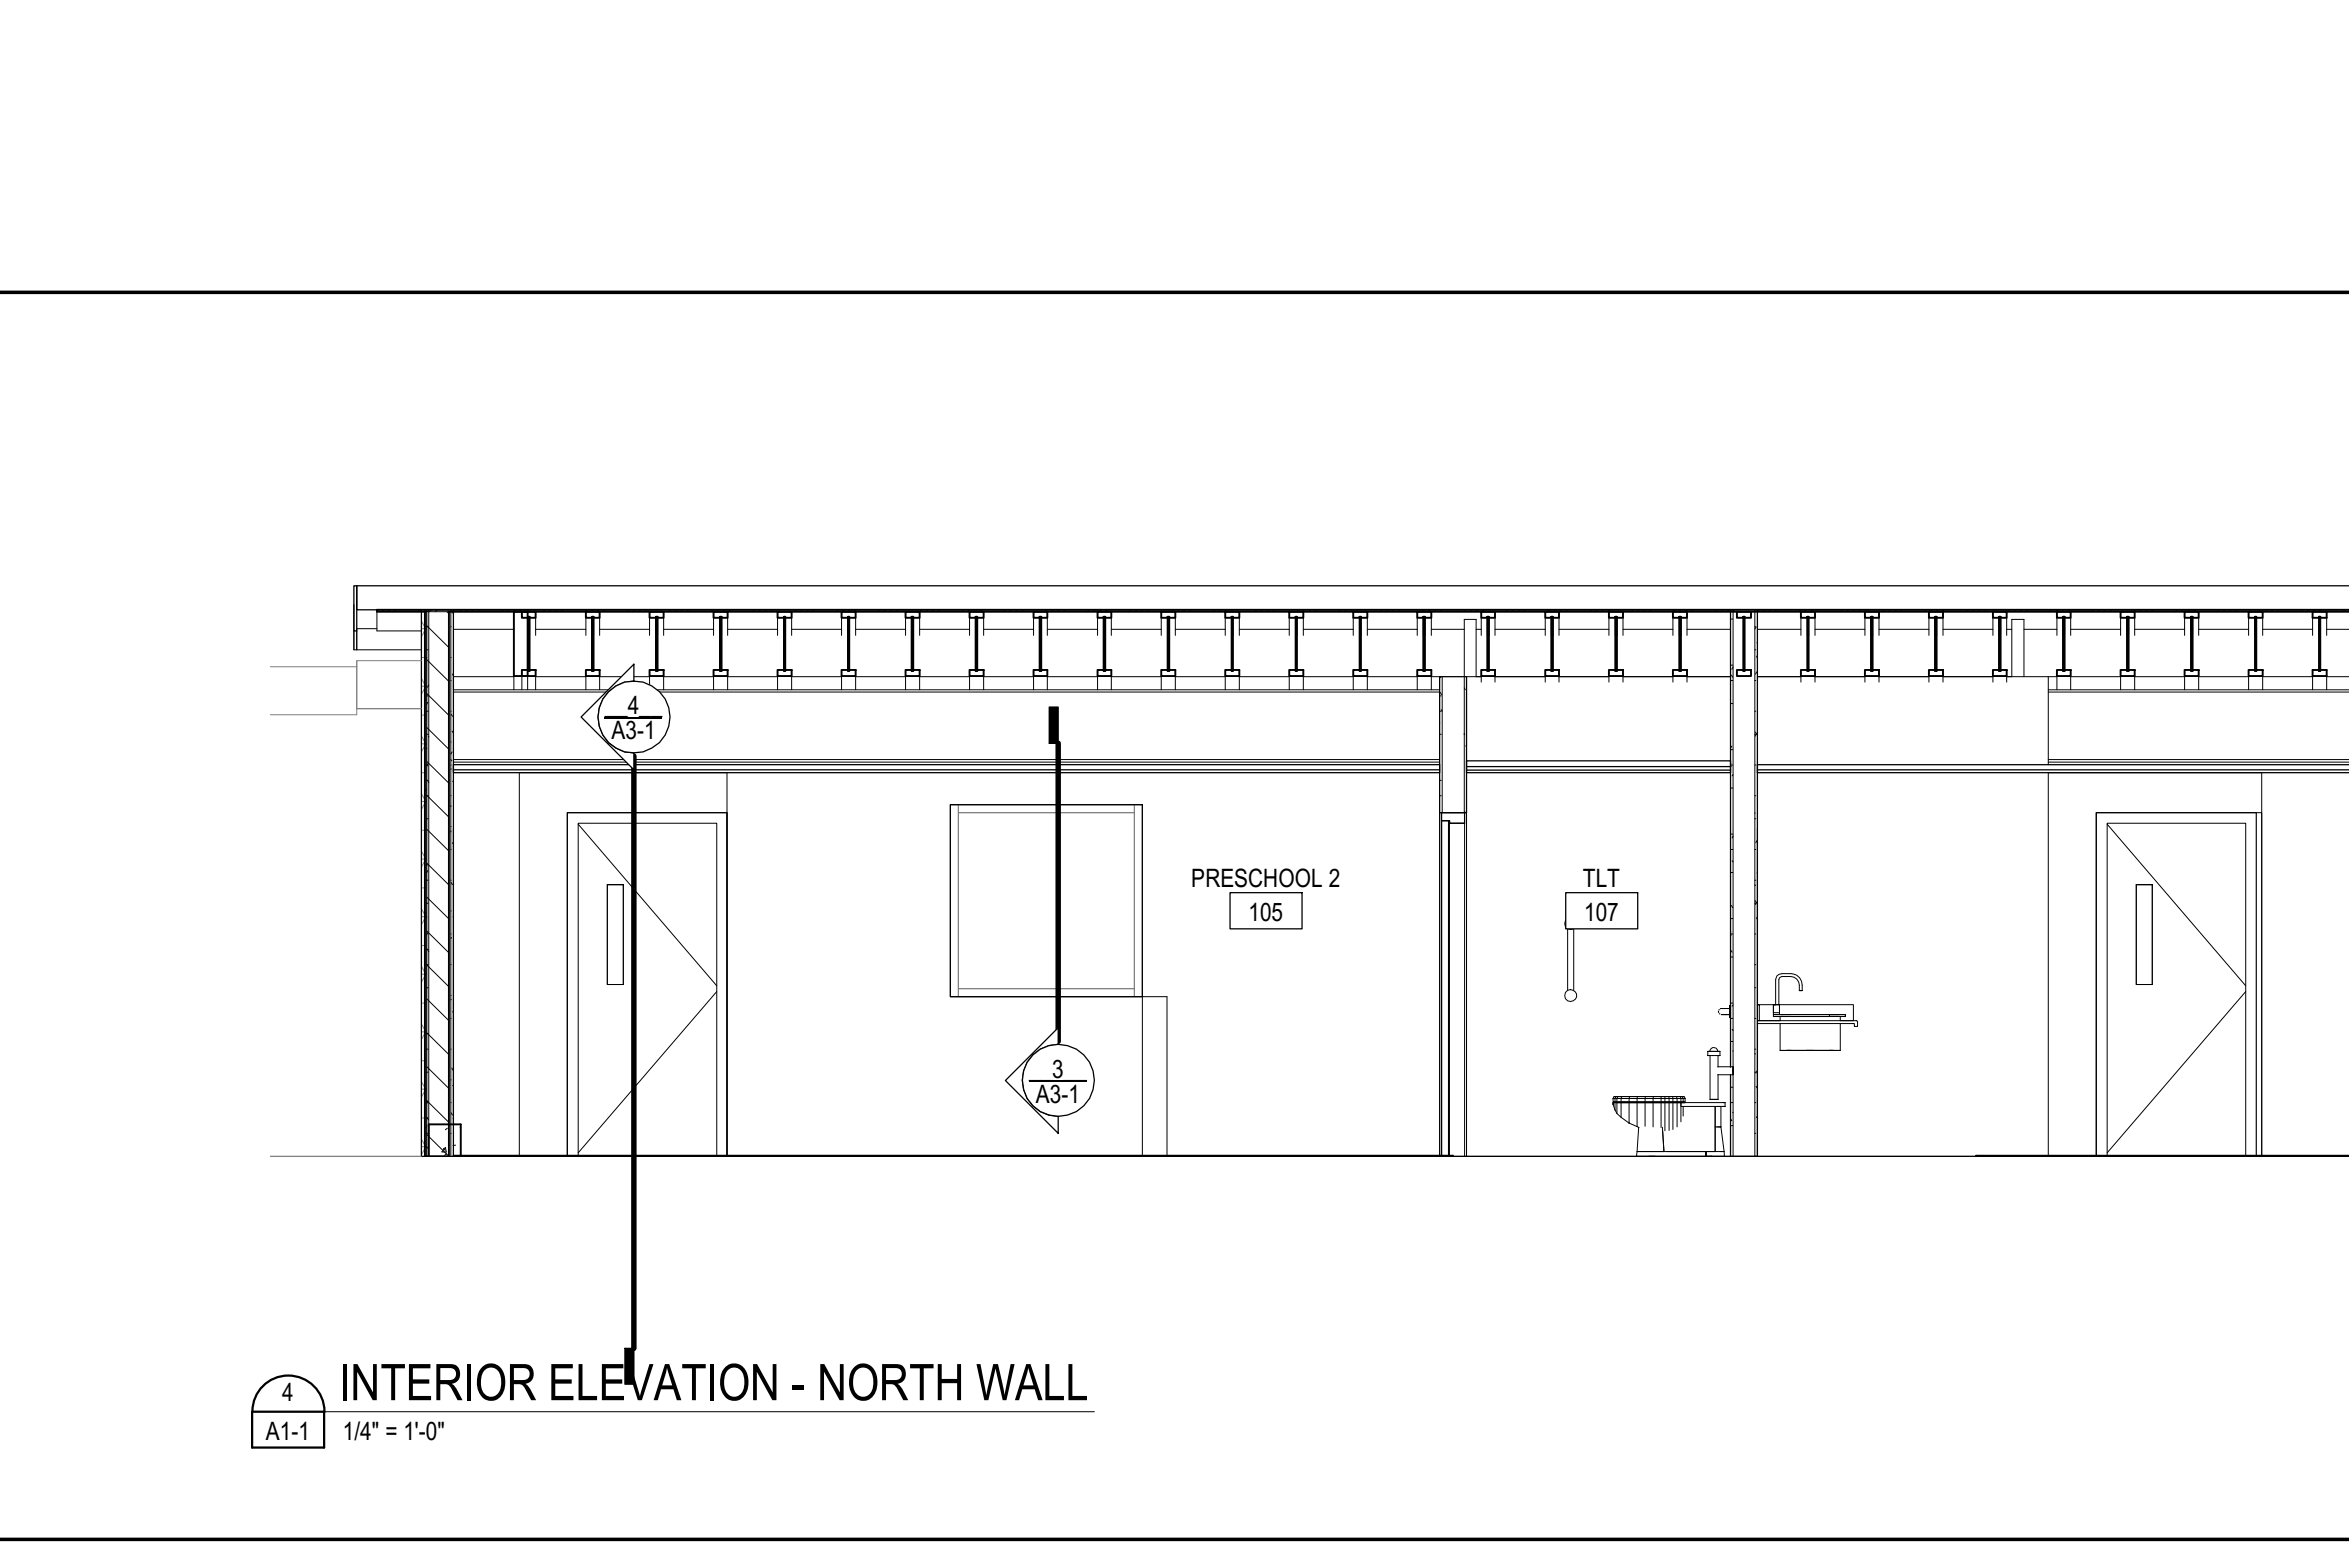 4
A3-1
PRESCHOOL 2
105
TLT
107
3
A3-1
4
A1-1
INTERIOR ELEVATION - NORTH WALL
1/4" = 1'-0"